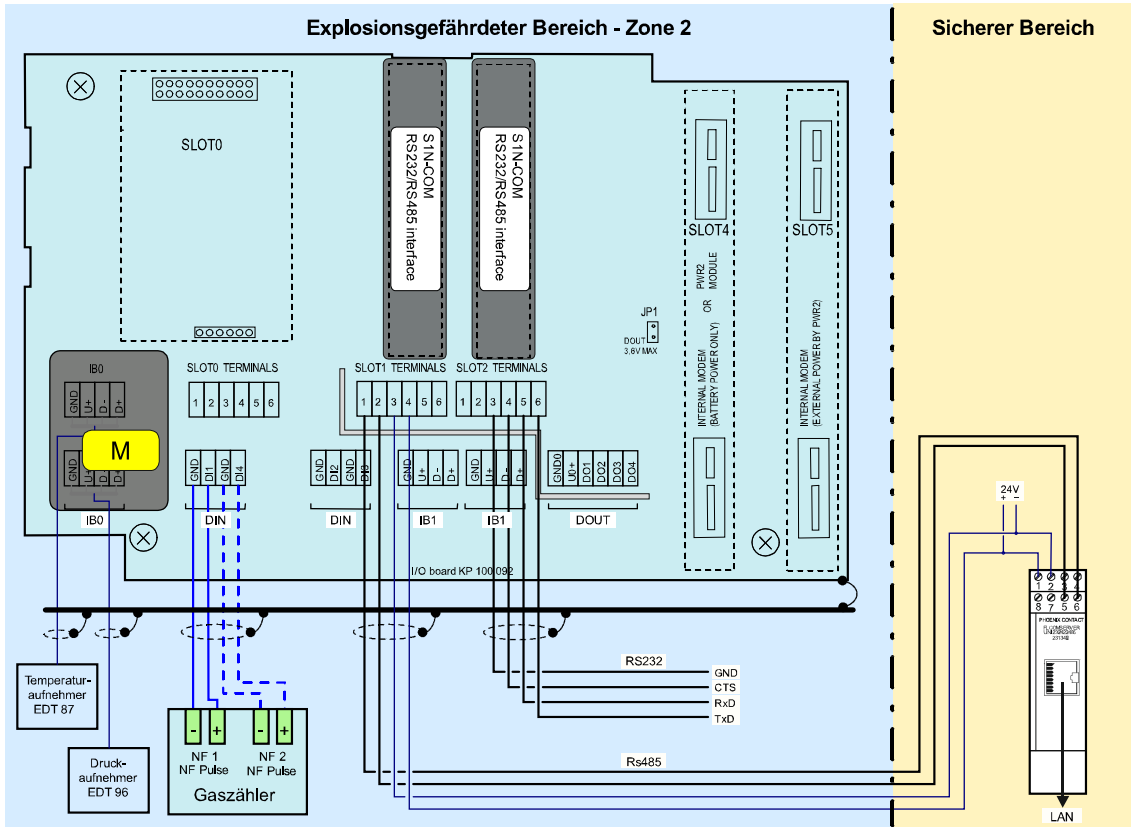 Explosionsgefährdeter Bereich - Zone 2
Sicherer Bereich
SLOT0
S1N-COM
RS232/RS485 interface
S1N-COM
RS232/RS485 interface
SLOT4
SLOT5
INTERNAL MODEM
(BATTERY POWER ONLY)
OR
PWR2
MODULE
INTERNAL MODEM
(EXTERNAL POWER BY PWR2)
JP1
DOUT
3,6V MAX
IB0
GND
U+
D-
D+
SLOT0 TERMINALS
1 2 3 4 5 6
SLOT1 TERMINALS
1 2 3 4 5 6
SLOT2 TERMINALS
1 2 3 4 5 6
M
GND
U+
D-
D+
IB0
GND
DI1
GND
DI4
DIN
GND
DI2
GND
DI3
DIN
GND
U+
D-
D+
IB1
GND
U+
D-
D+
IB1
GND0
U0+
DO1
DO2
DO3
DO4
DOUT
I/O board KP 100 092
24V
+ -
1 2 3 4
8 7 5 6
PHOENIX CONTACT
FL COMSERVER
Temperatur-
aufnehmer
EDT 87
Druck-
aufnehmer
EDT 96
- + - +
NF 1
NF Pulse
NF 2
NF Pulse
Gaszähler
RS232
GND
CTS
RxD
TxD
Rs485
LAN